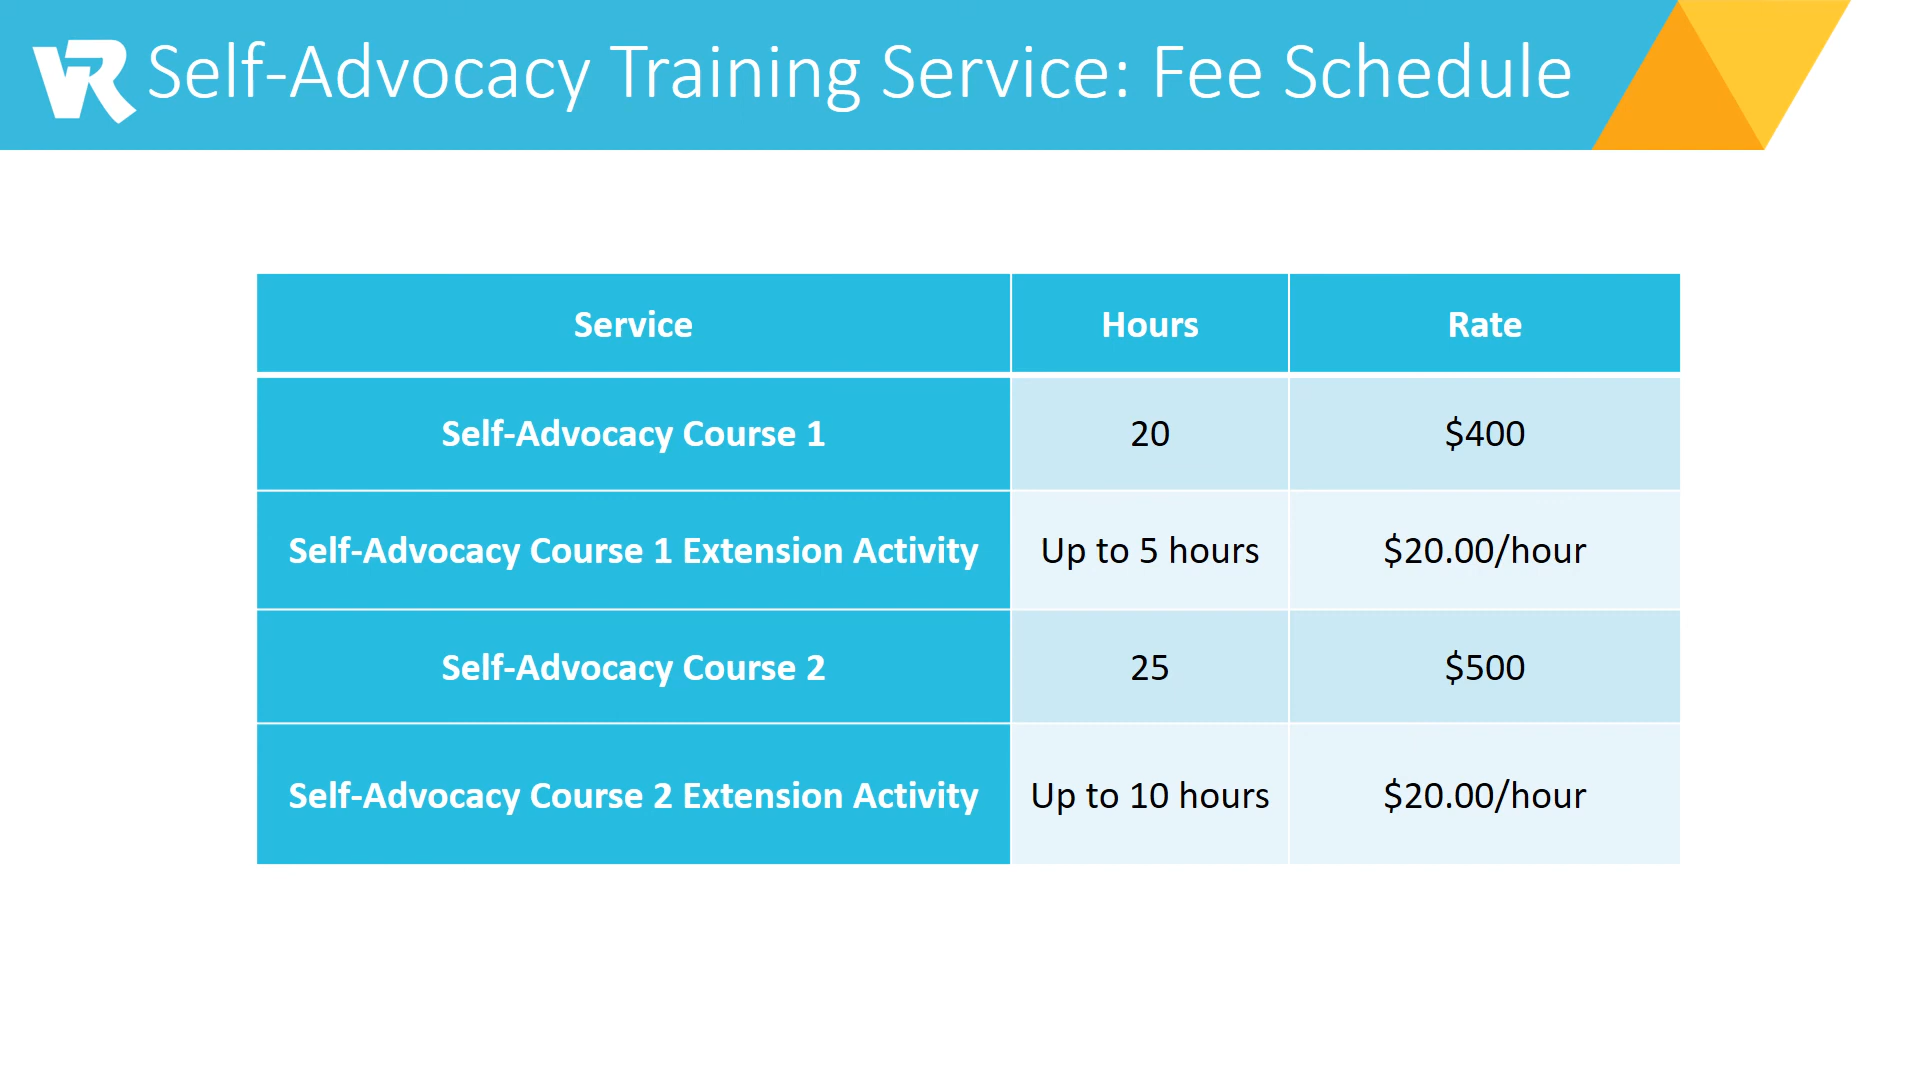 VR Self-Advocacy Training Service: Fee Schedule
Service Hours Rate
Self-Advocacy Course 1 20 $400
Self-Advocacy Course 1 Extension Activity Up to 5 hours $20.00/hour
Self-Advocacy Course 2 25 $500
Self-Advocacy Course 2 Extension Activity Up to 10 hours $20.00/hour